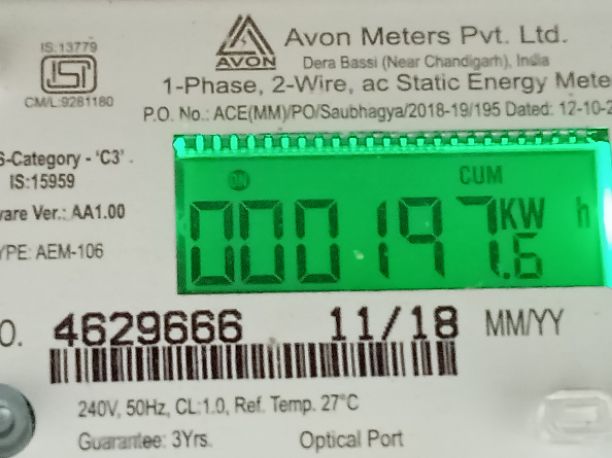 IS.13779
ISI
CM/L:9281180
AVON
Avon Meters Pvt. Ltd.
Dera Bassi (Near Chandigarh), India
1-Phase, 2-Wire, ac Static Energy Mete
P.O. No.: ACE(MM)/PO/Saubhagya/2018-19/195 Dated: 12-10-2
S-Category - 'C3'.
IS:15959
ware Ver.: AA1.00
YPE: AEM-106
M CUM
000197.6 KW h
O. 4629666 11/18 MM/YY
240V, 50Hz, CL:1.0, Ref. Temp. 27°C
Guarantee: 3Yrs. Optical Port